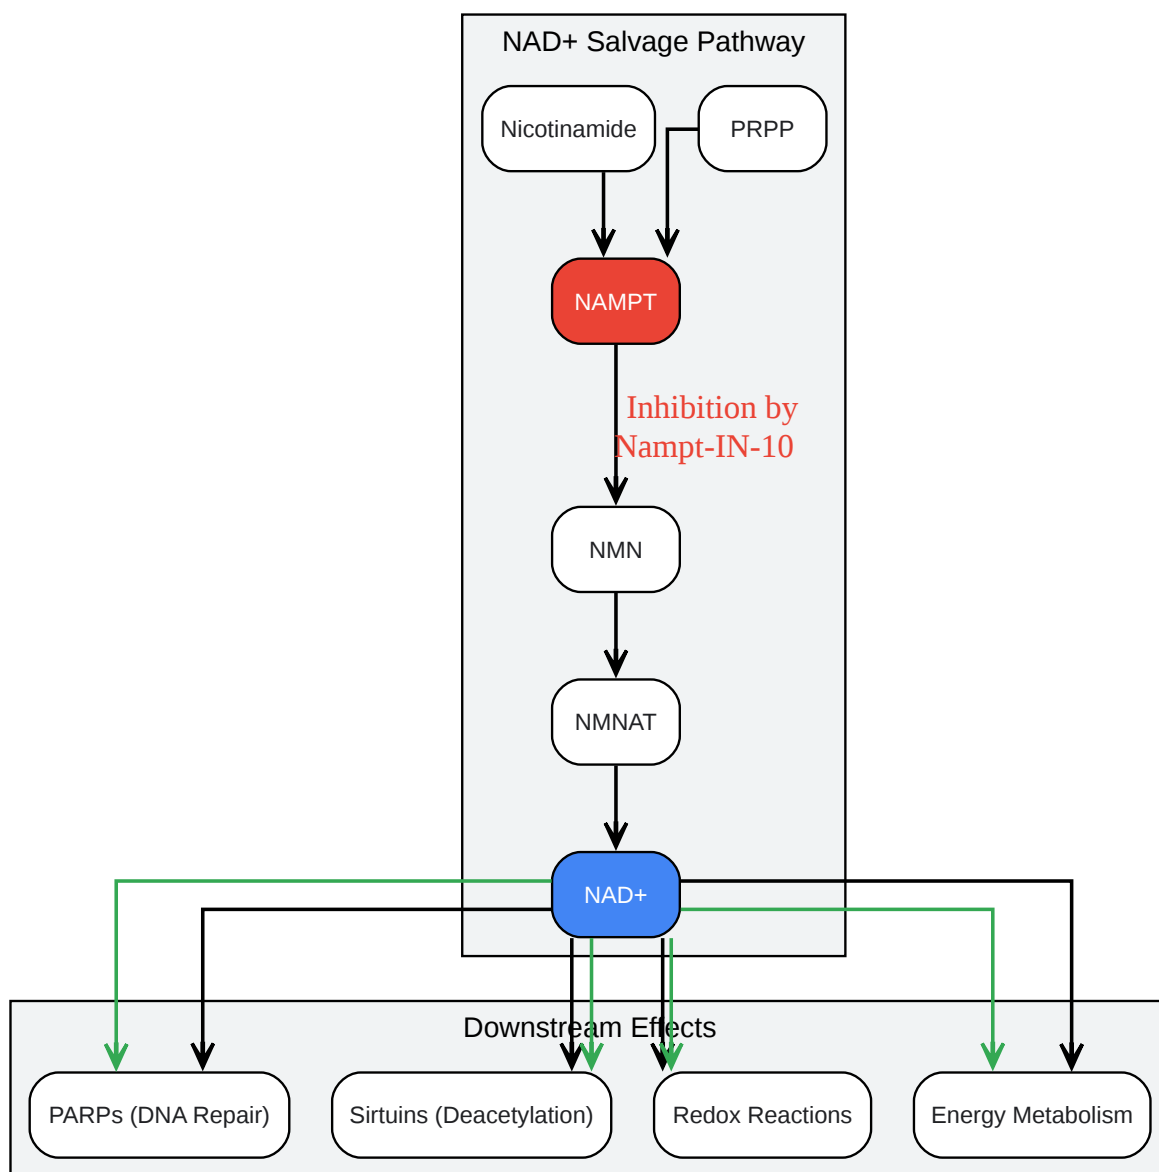 NAD+ Salvage Pathway
Nicotinamide
PRPP
NAMPT
Inhibition by
Nampt-IN-10
NMN
NMNAT
NAD+
Downstream Effects
PARPs (DNA Repair)
Sirtuins (Deacetylation)
Redox Reactions
Energy Metabolism